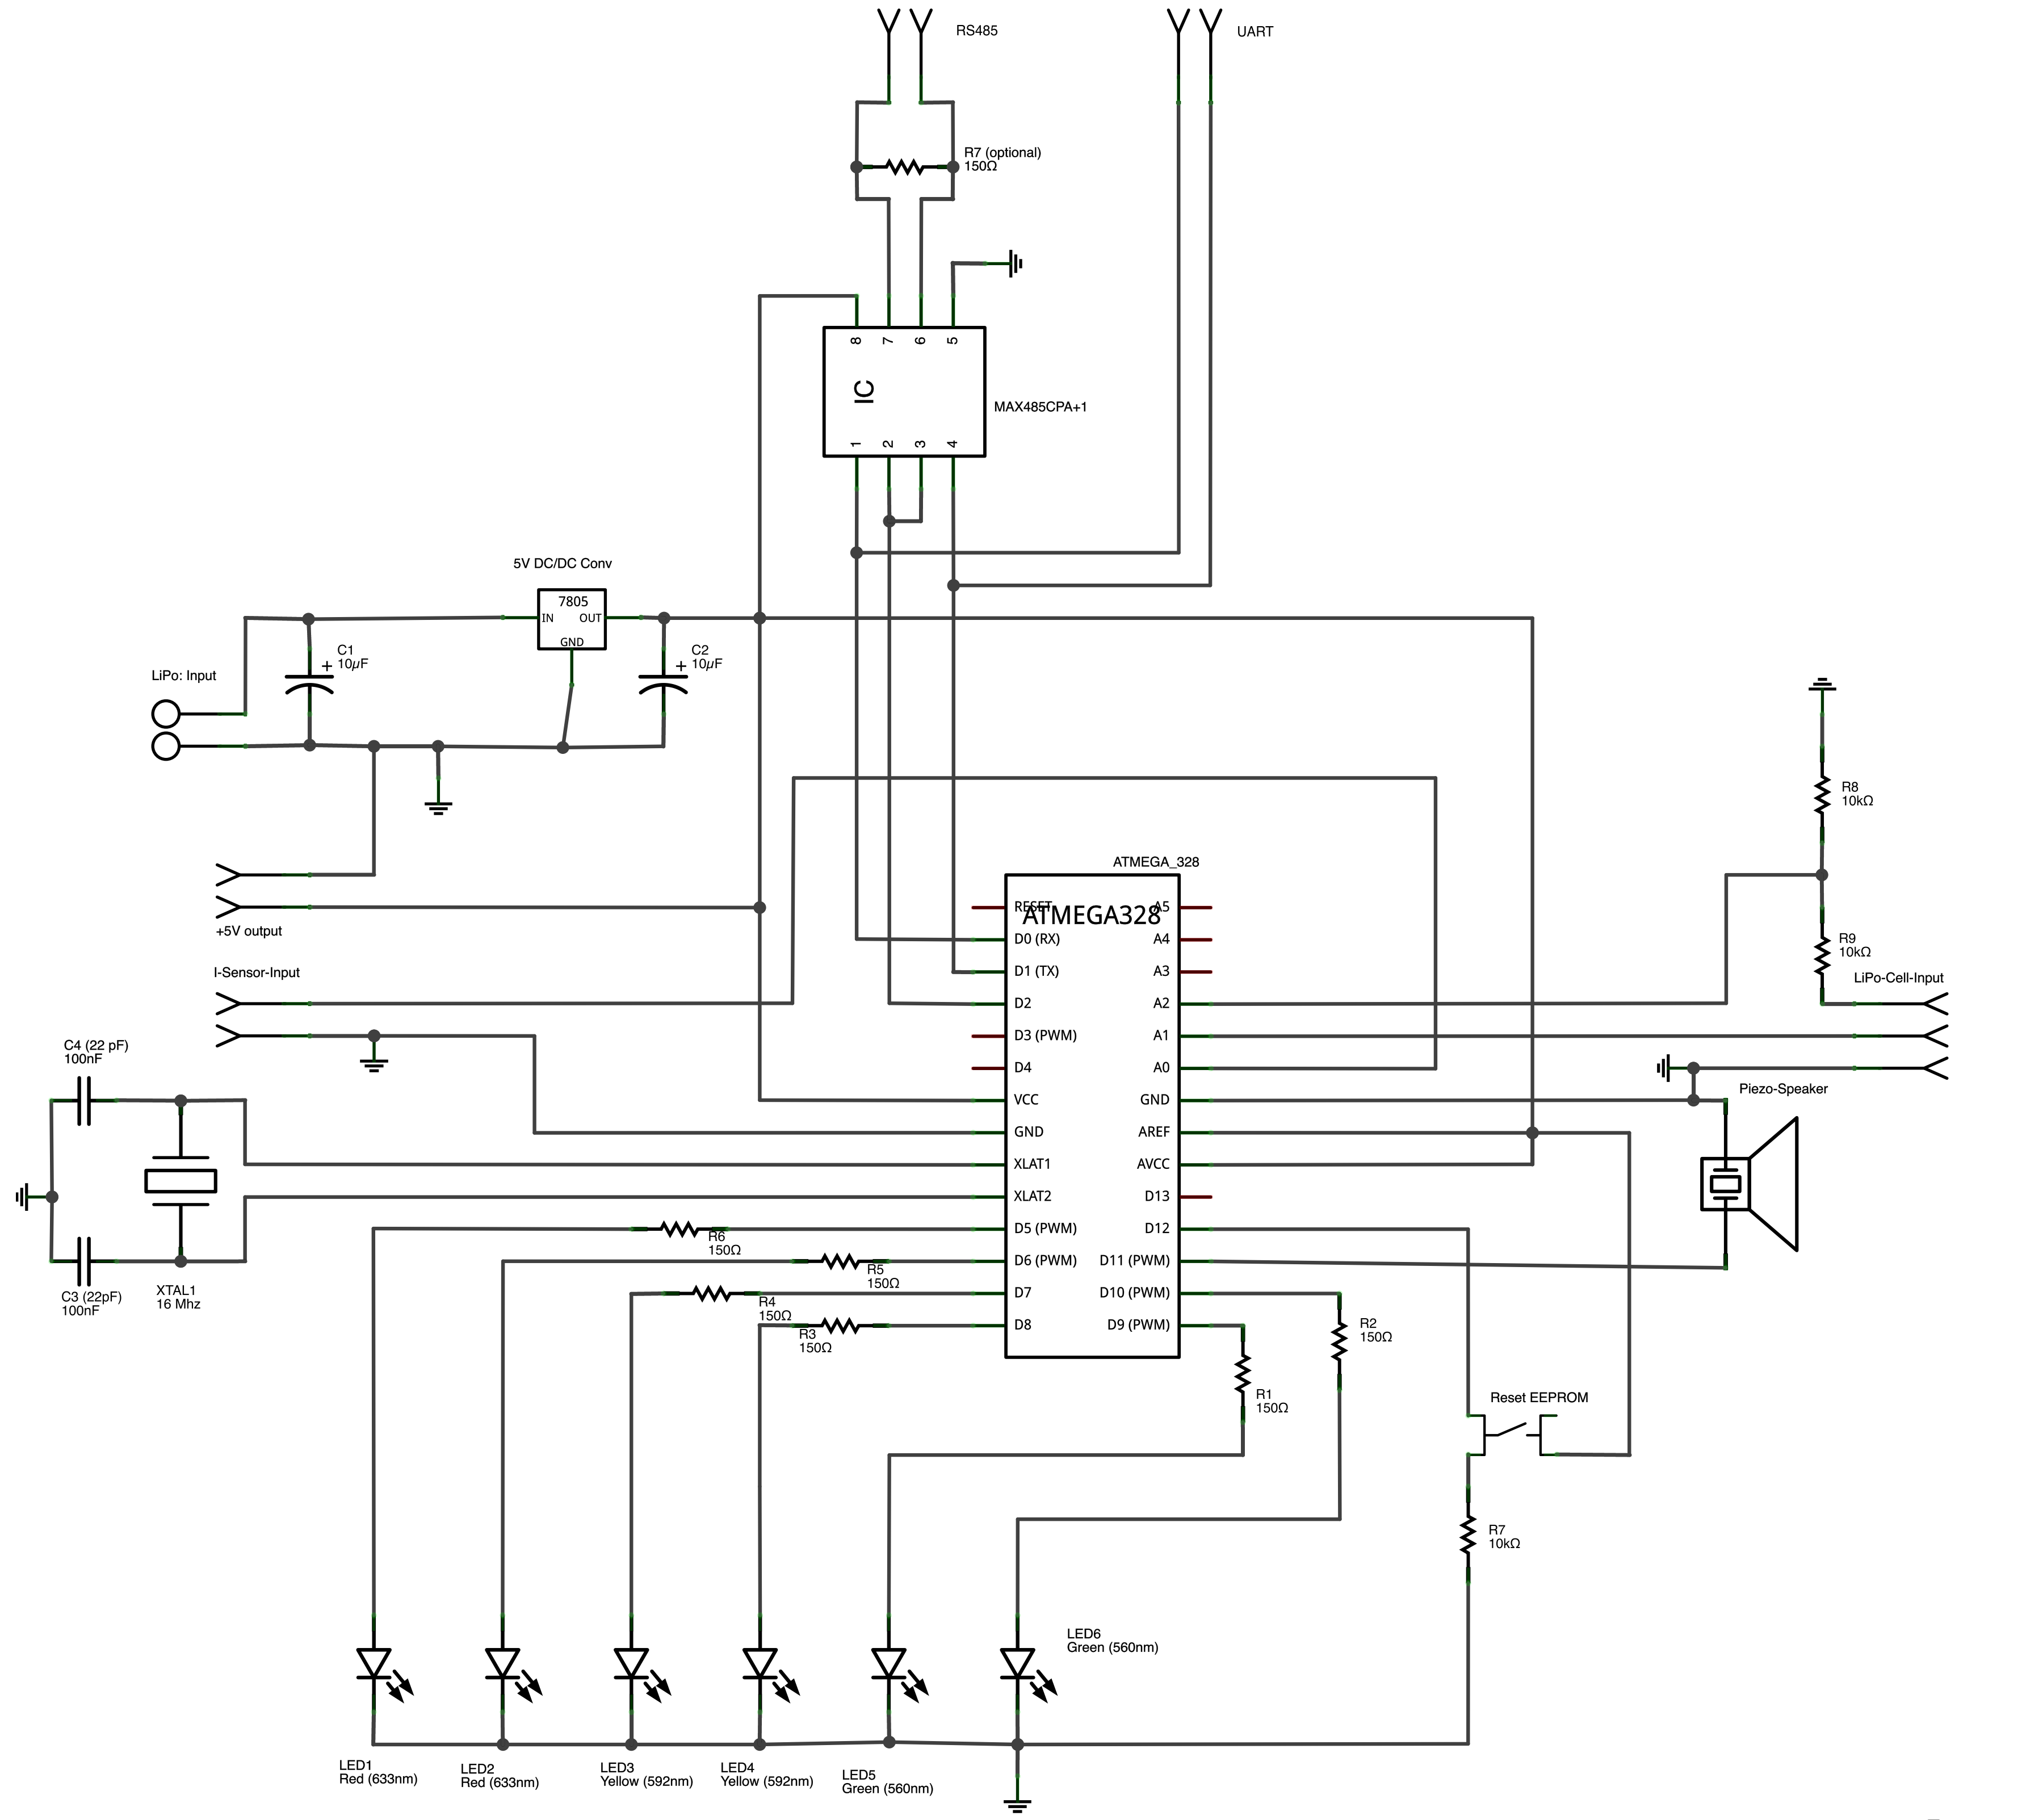 RS485
UART
R7 (optional)
150Ω
8
7
6
5
IC
MAX485CPA+1
1
2
3
4
5V DC/DC Conv
7805
IN
OUT
GND
C1
10µF
+
C2
10µF
+
LiPo: Input
R8
10kΩ
ATMEGA_328
ATMEGA328
+5V output
I-Sensor-Input
R9
10kΩ
LiPo-Cell-Input
RESET
A5
D0 (RX)
A4
D1 (TX)
A3
D2
A2
D3 (PWM)
A1
D4
A0
VCC
GND
GND
AREF
XLAT1
AVCC
XLAT2
D13
D5 (PWM)
D12
D6 (PWM)
D11 (PWM)
D7
D10 (PWM)
D8
D9 (PWM)
C4 (22 pF)
100nF
Piezo-Speaker
C3 (22pF)
100nF
XTAL1
16 Mhz
R6
150Ω
R5
150Ω
R4
150Ω
R3
150Ω
R2
150Ω
R1
150Ω
Reset EEPROM
R7
10kΩ
LED6
Green (560nm)
LED1
Red (633nm)
LED2
Red (633nm)
LED3
Yellow (592nm)
LED4
Yellow (592nm)
LED5
Green (560nm)